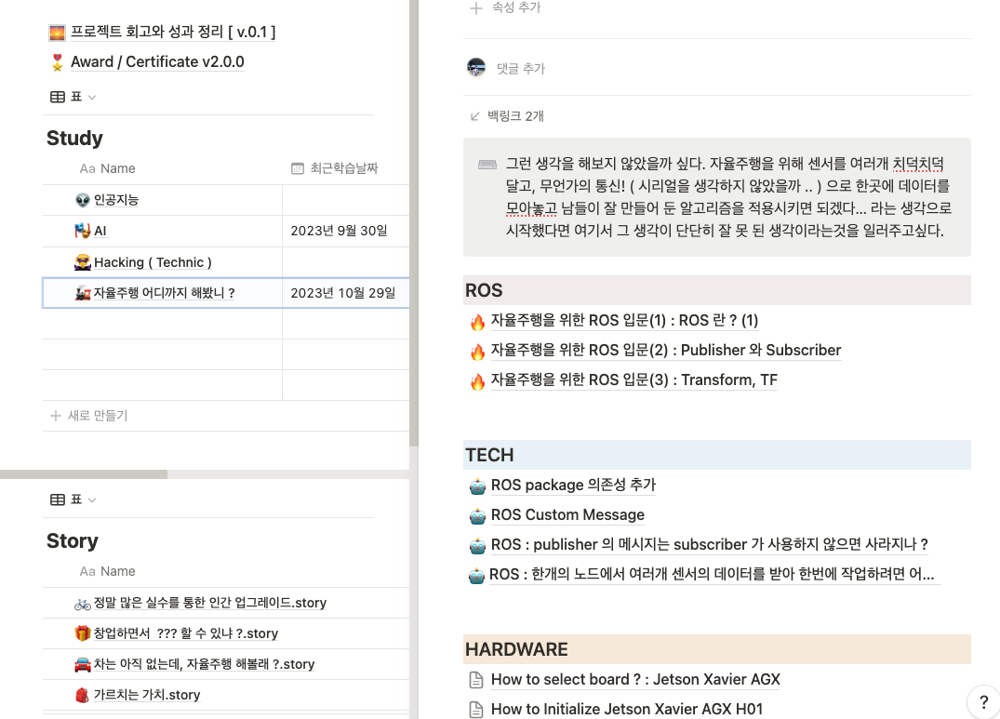 프로젝트 회고와 성과 정리 [ v.0.1 ]
Award / Certificate v2.0.0
표
Study
Aa Name
최근학습날짜
인공지능
AI
2023년 9월 30일
Hacking ( Technic )
자율주행 어디까지 해봤니 ?
2023년 10월 29일
새로 만들기
표
Story
Aa Name
정말 많은 실수를 통한 인간 업그레이드.story
창업하면서  ??? 할 수 있냐 ?.story
차는 아직 없는데, 자율주행 해볼래 ?.story
가르치는 가치.story
속성 추가
댓글 추가
백링크 2개
그런 생각을 해보지 않았을까 싶다. 자율주행을 위해 센서를 여러개 치덕치덕
달고, 무언가의 통신! ( 시리얼을 생각하지 않았을까 .. ) 으로 한곳에 데이터를
모아놓고 남들이 잘 만들어 둔 알고리즘을 적용시키면 되겠다... 라는 생각으로
시작했다면 여기서 그 생각이 단단히 잘 못 된 생각이라는것을 일러주고싶다.
ROS
자율주행을 위한 ROS 입문(1) : ROS 란 ? (1)
자율주행을 위한 ROS 입문(2) : Publisher 와 Subscriber
자율주행을 위한 ROS 입문(3) : Transform, TF
TECH
ROS package 의존성 추가
ROS Custom Message
ROS : publisher 의 메시지는 subscriber 가 사용하지 않으면 사라지나 ?
ROS : 한개의 노드에서 여러개 센서의 데이터를 받아 한번에 작업하려면 어...
HARDWARE
How to select board ? : Jetson Xavier AGX
How to Initialize Jetson Xavier AGX H01
?